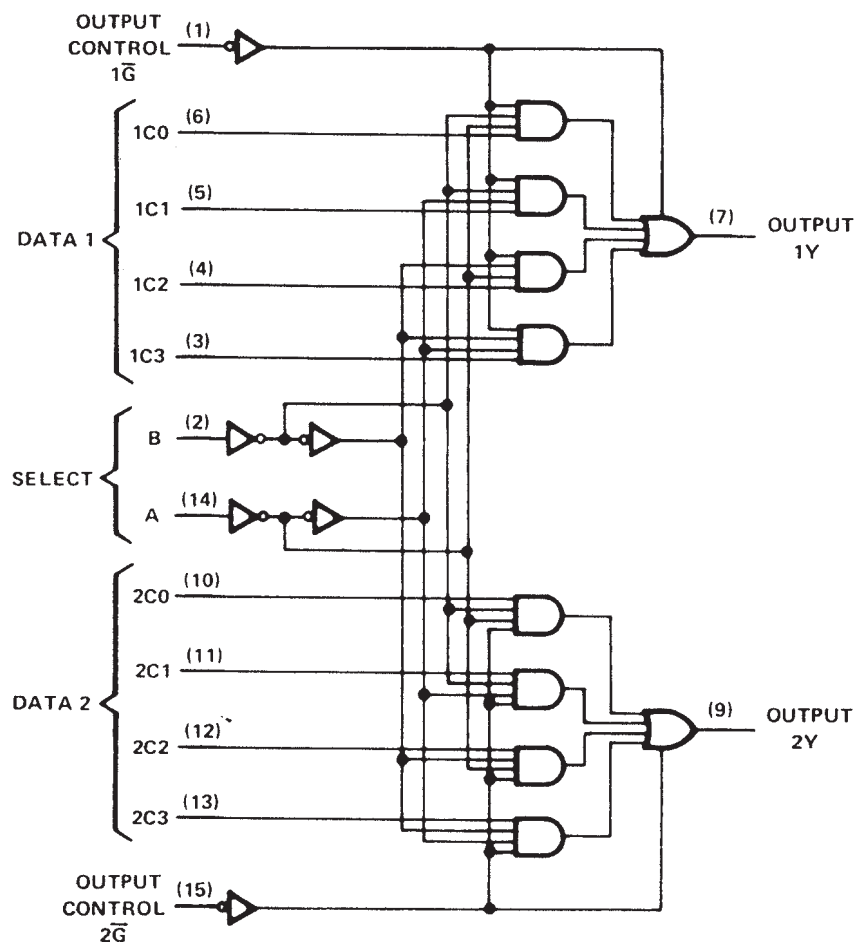 OUTPUT
CONTROL
1G̅
(1)
DATA 1
1C0
(6)
1C1
(5)
1C2
(4)
1C3
(3)
(7)
OUTPUT
1Y
SELECT
B
(2)
A
(14)
DATA 2
2C0
(10)
2C1
(11)
2C2
(12)
2C3
(13)
(9)
OUTPUT
2Y
OUTPUT
CONTROL
2G̅
(15)